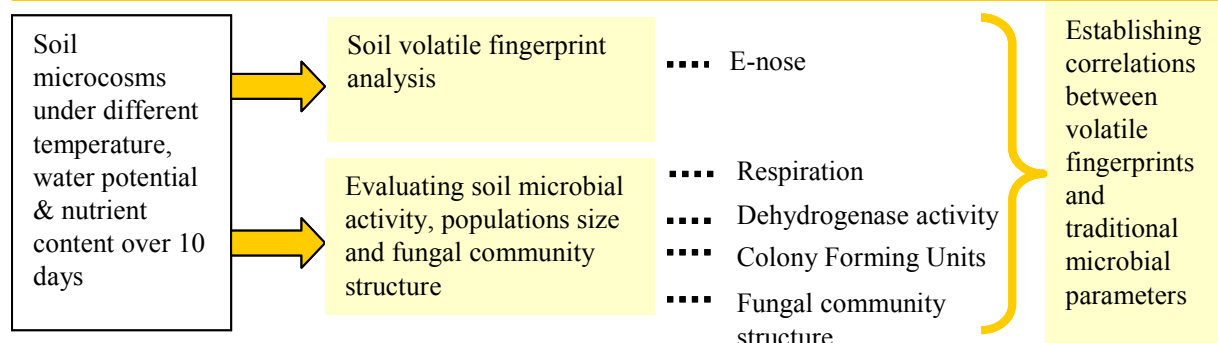 Soil
microcosms
under different
temperature,
water potential
& nutrient
content over 10
days
Soil volatile fingerprint
analysis
E-nose
Evaluating soil microbial
activity, populations size
and fungal community
structure
Respiration
Dehydrogenase activity
Colony Forming Units
Fungal community
structure
Establishing
correlations
between
volatile
fingerprints
and
traditional
microbial
parameters